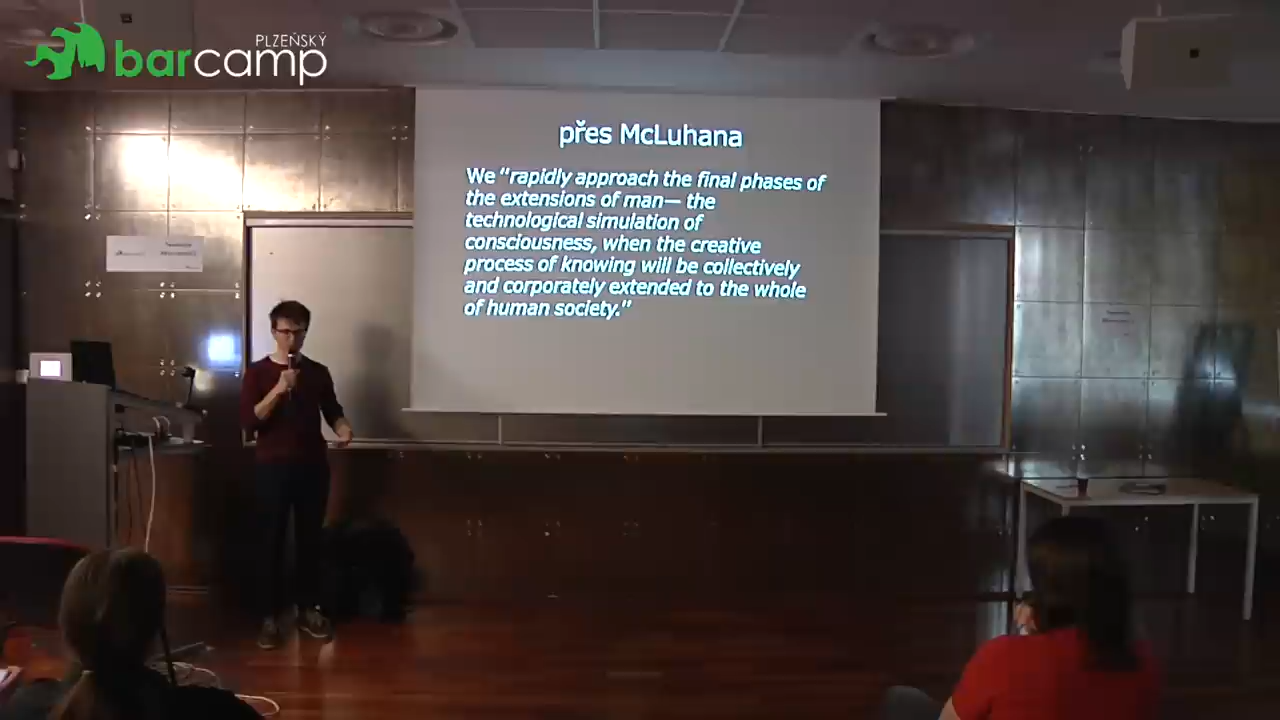 PLZEŇSKÝ
barcamp
přes McLuhana
We "rapidly approach the final phases of
the extensions of man— the
technological simulation of
consciousness, when the creative
process of knowing will be collectively
and corporately extended to the whole
of human society."